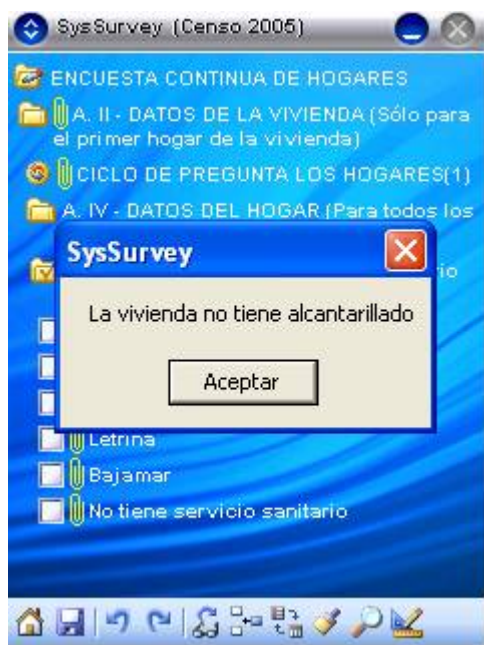 SysSurvey (Censo 2005)
ENCUESTA CONTINUA DE HOGARES
A. II - DATOS DE LA VIVIENDA (Sólo para
el primer hogar de la vivienda)
CICLO DE PREGUNTA LOS HOGARES(1)
A. IV - DATOS DEL HOGAR (Para todos los
SysSurvey
La vivienda no tiene alcantarillado
Aceptar
Letrina
Bajamar
No tiene servicio sanitario